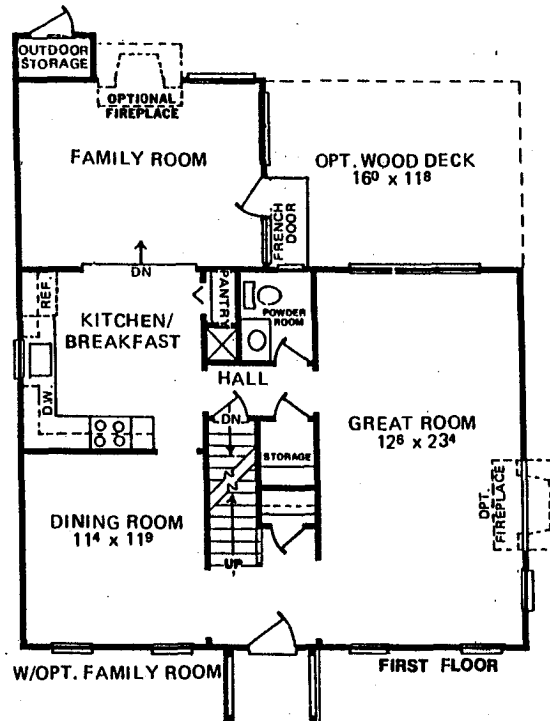 OUTDOOR
STORAGE
OPTIONAL
FIREPLACE
FAMILY ROOM
OPT. WOOD DECK
16⁰ x 11⁸
FRENCH
DOOR
DN
REF.
PANTRY
POWDER
ROOM
KITCHEN/
BREAKFAST
D.W.
HALL
DN.
GREAT ROOM
12⁶ x 23⁴
STORAGE
OPT.
FIREPLACE
DINING ROOM
11⁴ x 11⁹
UP
W/OPT. FAMILY ROOM
FIRST FLOOR